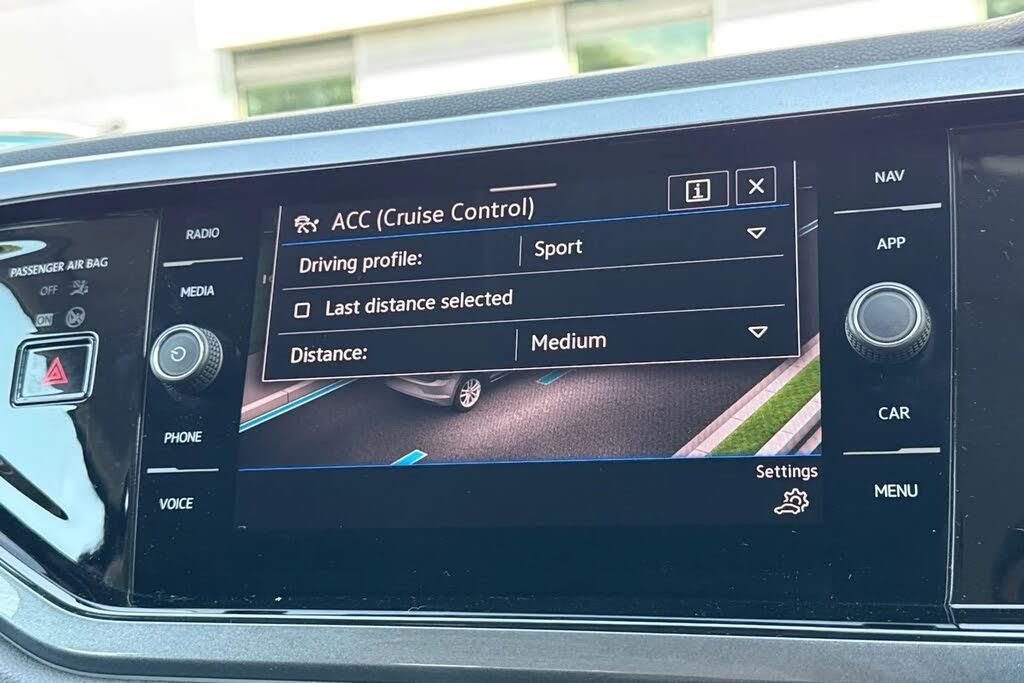 PASSENGER AIR BAG
OFF
ON
RADIO
MEDIA
PHONE
VOICE
ACC (Cruise Control)
i
Driving profile: Sport
Last distance selected
Distance: Medium
Settings
NAV
APP
CAR
MENU